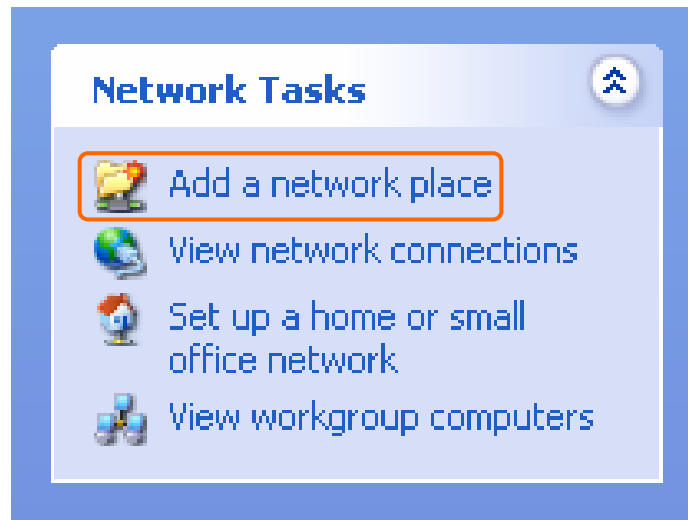 Network Tasks
Add a network place
View network connections
Set up a home or small
office network
View workgroup computers